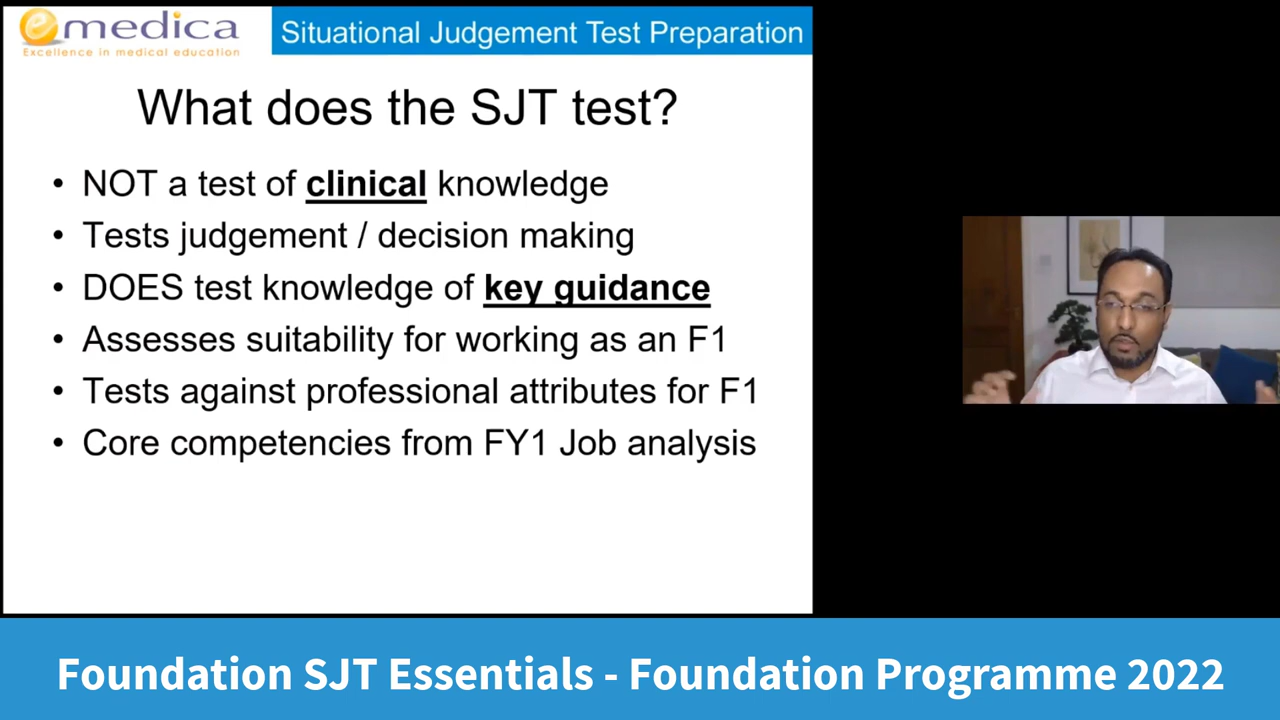 emedica
Excellence in medical education
Situational Judgement Test Preparation
What does the SJT test?
• NOT a test of clinical knowledge
• Tests judgement / decision making
• DOES test knowledge of key guidance
• Assesses suitability for working as an F1
• Tests against professional attributes for F1
• Core competencies from FY1 Job analysis
Foundation SJT Essentials - Foundation Programme 2022